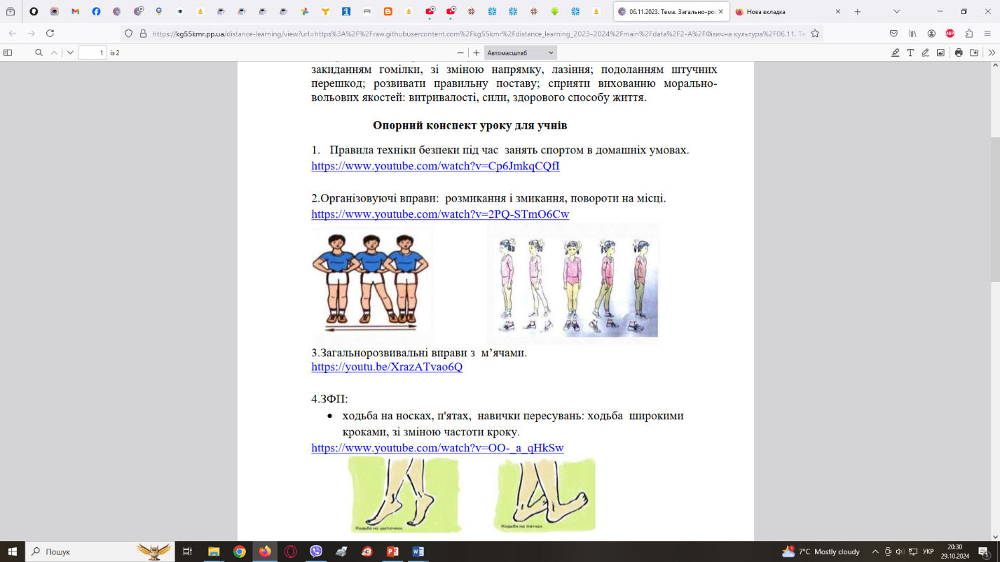 06.11.2023. Тема. Загально-роз
Нова вкладка
https://kg55kmr.pp.ua/distance-learning/view?url=https%3A%2F%2Fraw.githubusercontent.com%2Fkg55kmr%2Fdistance_learning_2023-2024%2Fmain%2Fdata%2F2-А%2FФізична культура%2F06.11. Те
1
із 2
Автомасштаб
закиданням гомілки, зі зміною напрямку, лазіння; подоланням штучних
перешкод; розвивати правильну поставу; сприяти вихованню морально-
вольових якостей: витривалості, сили, здорового способу життя.
Опорний конспект уроку для учнів
1. Правила техніки безпеки під час занять спортом в домашніх умовах.
https://www.youtube.com/watch?v=Cp6JmkqCQfI
2.Організовуючі вправи: розмикання і змикання, повороти на місці.
https://www.youtube.com/watch?v=2PQ-STmO6Cw
3.Загальнорозвивальні вправи з м’ячами.
https://youtu.be/XrazATvao6Q
4.ЗФП:
• ходьба на носках, п'ятах, навички пересувань: ходьба широкими
кроками, зі зміною частоти кроку.
https://www.youtube.com/watch?v=OO-_a_qHkSw
Ходьба на цыпочках
Ходьба на пятках
Пошук
7°C Mostly cloudy
УКР
20:30
29.10.2024